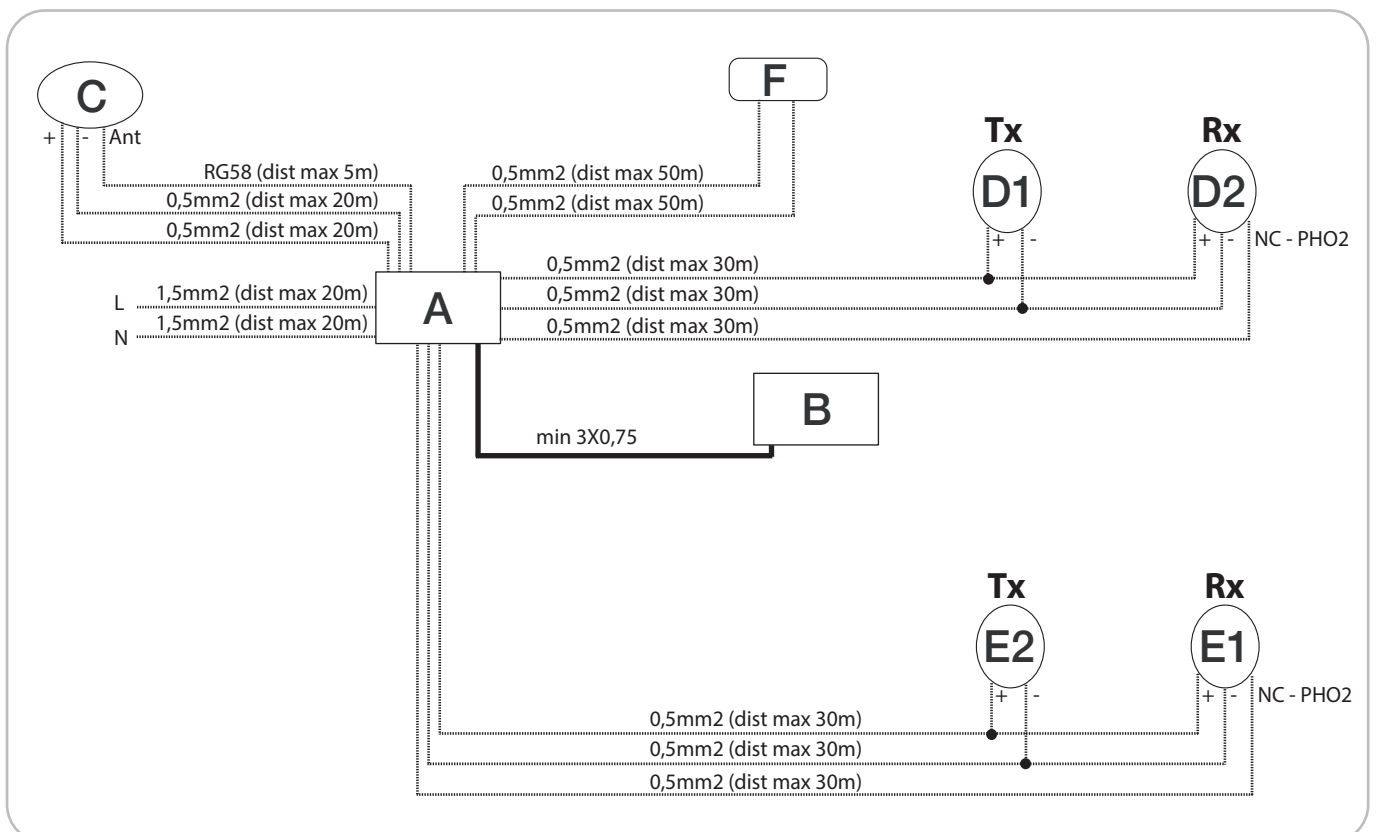 C
+ - Ant
RG58 (dist max 5m)
0,5mm2 (dist max 20m)
0,5mm2 (dist max 20m)
F
0,5mm2 (dist max 50m)
0,5mm2 (dist max 50m)
Tx
D1
+ -
Rx
D2
+ - NC - PHO2
0,5mm2 (dist max 30m)
0,5mm2 (dist max 30m)
0,5mm2 (dist max 30m)
L 1,5mm2 (dist max 20m)
N 1,5mm2 (dist max 20m)
A
B
min 3X0,75
Tx
E2
+ -
Rx
E1
+ - NC - PHO2
0,5mm2 (dist max 30m)
0,5mm2 (dist max 30m)
0,5mm2 (dist max 30m)